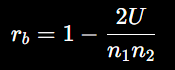 r_b = 1 - \frac{2U}{n_1 n_2}